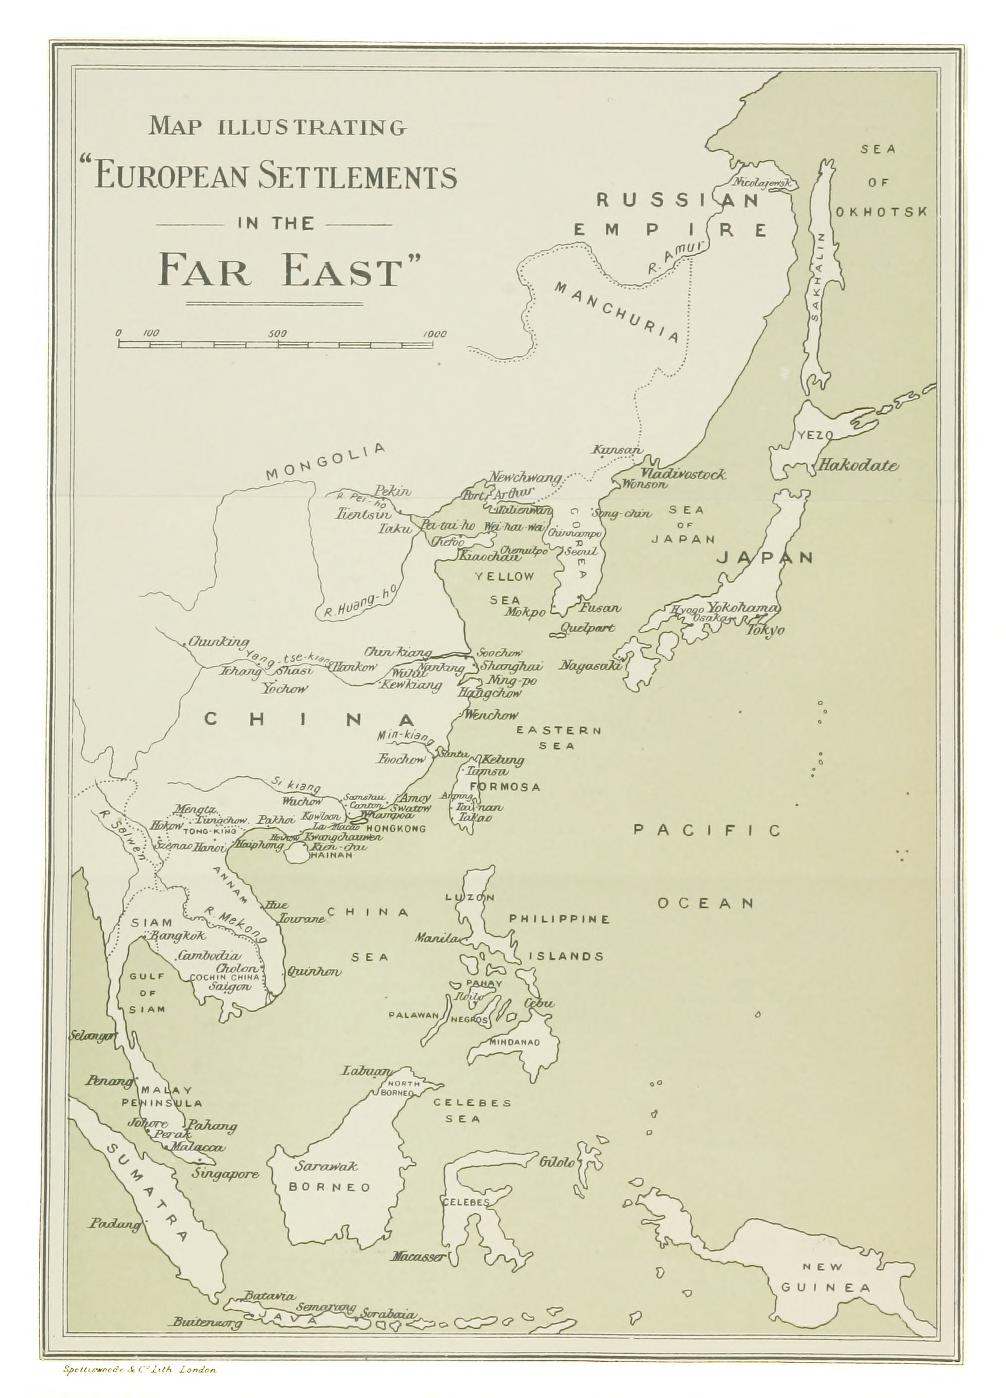 MAP ILLUSTRATING
"EUROPEAN SETTLEMENTS
IN THE
FAR EAST"
0 100 500 1000
SEA
OF
OKHOTSK
Nicolajewsk
RUSSIAN
EMPIRE
R. Amur
SAKHALIN
MANCHURIA
YEZO
Hakodate
MONGOLIA
Kunsan
Vladivostock
Wonson
Newchwang
R. Pei-ho
Pekin
Port Arthur
Tientsin
Talienwan
Song-chin
SEA
OF
JAPAN
Taku
Pei-tai-ho
Wei-hai-wei
Chinnampo
COREA
Chefoo
Chemulpo
Seoul
Kiaochau
JAPAN
YELLOW
SEA
R. Huang-ho
Mokpo
Fusan
Hyogo
Yokohama
Osaka
Tokyo
Quelpart
Chunking
Yang-tse-kiang
Chin-kiang
Soochow
Ichang
Shasi
Hankow
Wuhu
Nanking
Shanghai
Nagasaki
Yochow
Kewkiang
Ning-po
Hangchow
CHINA
Wenchow
EASTERN
SEA
Min-kiang
Foochow
Santu
Kelung
Tamsui
FORMOSA
Si kiang
Wuchow
Samshui
Canton
Amoy
Swatow
Anping
Tai-nan
Takao
Mengtz
Hokow
Lungchow
Pakhoi
Kowloon
Whampoa
TONG-KING
La
Macao
HONGKONG
Szemao
Hanoi
Haiphong
Hoihow
Kwangchauwen
Kien-chu
HAINAN
PACIFIC
OCEAN
R. Salwen
ANNAM
LUZON
Hue
Tourane
CHINA
SEA
PHILIPPINE
ISLANDS
SIAM
R. Mekong
Bangkok
Manila
Cambodia
Cholon
COCHIN CHINA
Saigon
Quinhon
GULF
OF
SIAM
PANAY
Iloilo
Cebu
PALAWAN
NEGROS
Selangor
MINDANAO
Labuan
NORTH
BORNEO
Penang
MALAY
PENINSULA
CELEBES
SEA
Johore
Pahang
Perak
Malacca
Singapore
Sarawak
BORNEO
Gilolo
SUMATRA
CELEBES
Padang
Macasser
NEW
GUINEA
Batavia
Semarang
Sorabaia
JAVA
Buitenzorg
Spottiswoode & Co. Lith. London